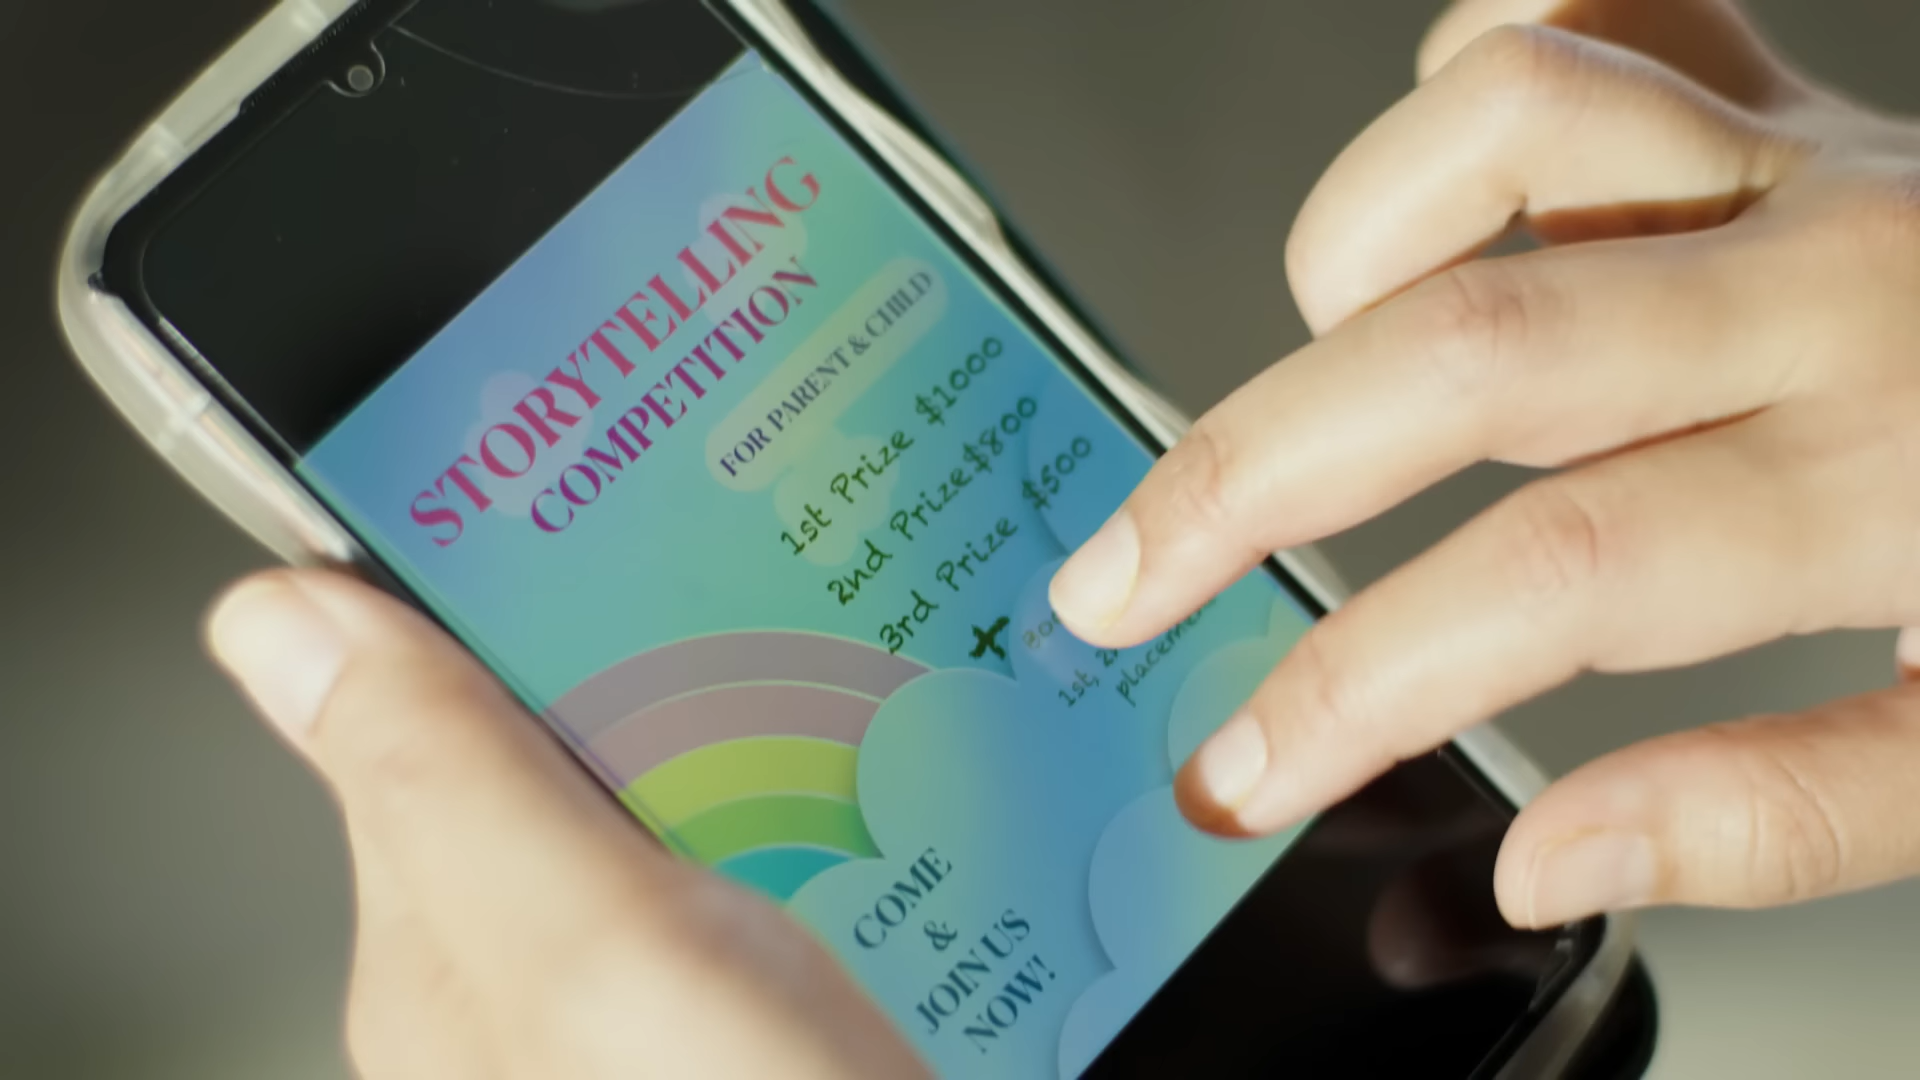 STORYTELLING
COMPETITION
FOR PARENT & CHILD
1st Prize $1000
2nd Prize $800
3rd Prize $500
+
1st,
COME
&
JOIN US
NOW!